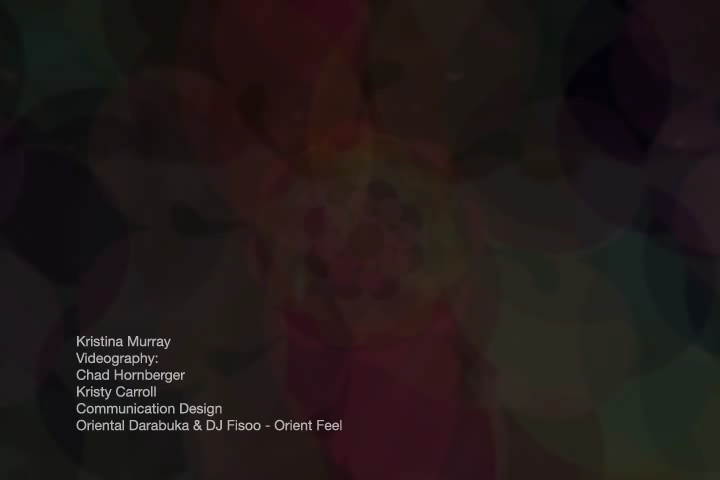 Kristina Murray
Videography:
Chad Hornberger
Kristy Carroll
Communication Design
Oriental Darabuka & DJ Fisoo - Orient Feel